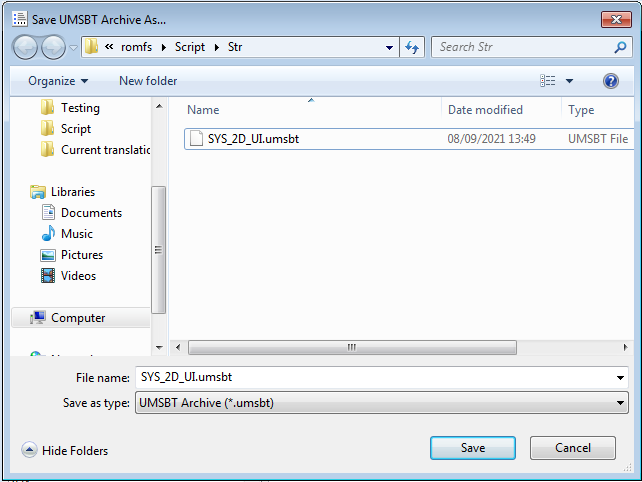 Save UMSBT Archive As...
« romfs Script Str
Search Str
Organize
New folder
Testing
Script
Current translatic
Libraries
Documents
Music
Pictures
Videos
Computer
Name
Date modified
Type
SYS_2D_UI.umsbt
08/09/2021 13:49
UMSBT File
File name:
SYS_2D_UI.umsbt
Save as type:
UMSBT Archive (*.umsbt)
Hide Folders
Save
Cancel